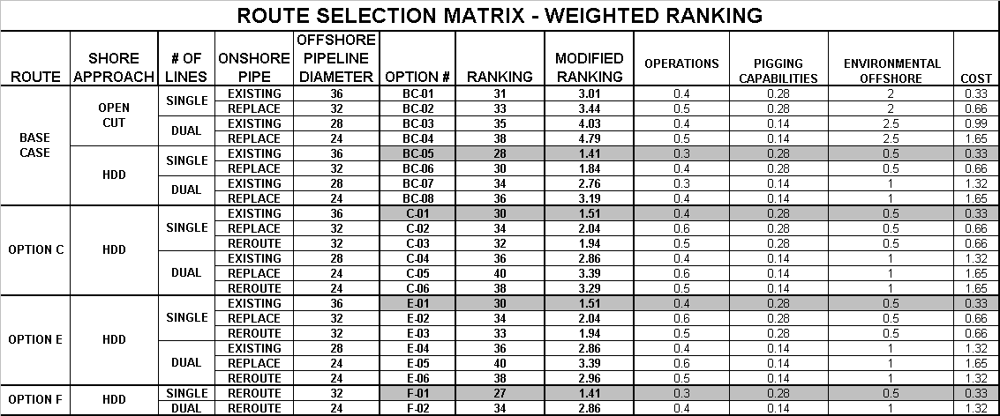 ROUTE SELECTION MATRIX - WEIGHTED RANKING
ROUTE SHORE APPROACH # OF LINES ONSHORE PIPE OFFSHORE PIPELINE DIAMETER OPTION # RANKING MODIFIED RANKING OPERATIONS PIGGING CAPABILITIES ENVIRONMENTAL OFFSHORE COST
BASE CASE OPEN CUT SINGLE EXISTING 36 BC-01 31 3.01 0.4 0.28 2 0.33
REPLACE 32 BC-02 33 3.44 0.5 0.28 2 0.66
DUAL EXISTING 28 BC-03 35 4.03 0.4 0.14 2.5 0.99
REPLACE 24 BC-04 38 4.79 0.5 0.14 2.5 1.65
HDD SINGLE EXISTING 36 BC-05 28 1.41 0.3 0.28 0.5 0.33
REPLACE 32 BC-06 30 1.84 0.4 0.28 0.5 0.66
DUAL EXISTING 28 BC-07 34 2.76 0.3 0.14 1 1.32
REPLACE 24 BC-08 36 3.19 0.4 0.14 1 1.65
OPTION C HDD SINGLE EXISTING 36 C-01 30 1.51 0.4 0.28 0.5 0.33
REPLACE 32 C-02 34 2.04 0.6 0.28 0.5 0.66
REROUTE 32 C-03 32 1.94 0.5 0.28 0.5 0.66
DUAL EXISTING 28 C-04 36 2.86 0.4 0.14 1 1.32
REPLACE 24 C-05 40 3.39 0.6 0.14 1 1.65
REROUTE 24 C-06 38 3.29 0.5 0.14 1 1.65
OPTION E HDD SINGLE EXISTING 36 E-01 30 1.51 0.4 0.28 0.5 0.33
REPLACE 32 E-02 34 2.04 0.6 0.28 0.5 0.66
REROUTE 32 E-03 33 1.94 0.5 0.28 0.5 0.66
DUAL EXISTING 28 E-04 36 2.86 0.4 0.14 1 1.32
REPLACE 24 E-05 40 3.39 0.6 0.14 1 1.65
REROUTE 24 E-06 38 2.96 0.5 0.14 1 1.32
OPTION F HDD SINGLE REROUTE 32 F-01 27 1.41 0.3 0.28 0.5 0.33
DUAL REROUTE 24 F-02 34 2.86 0.4 0.14 1 1.32